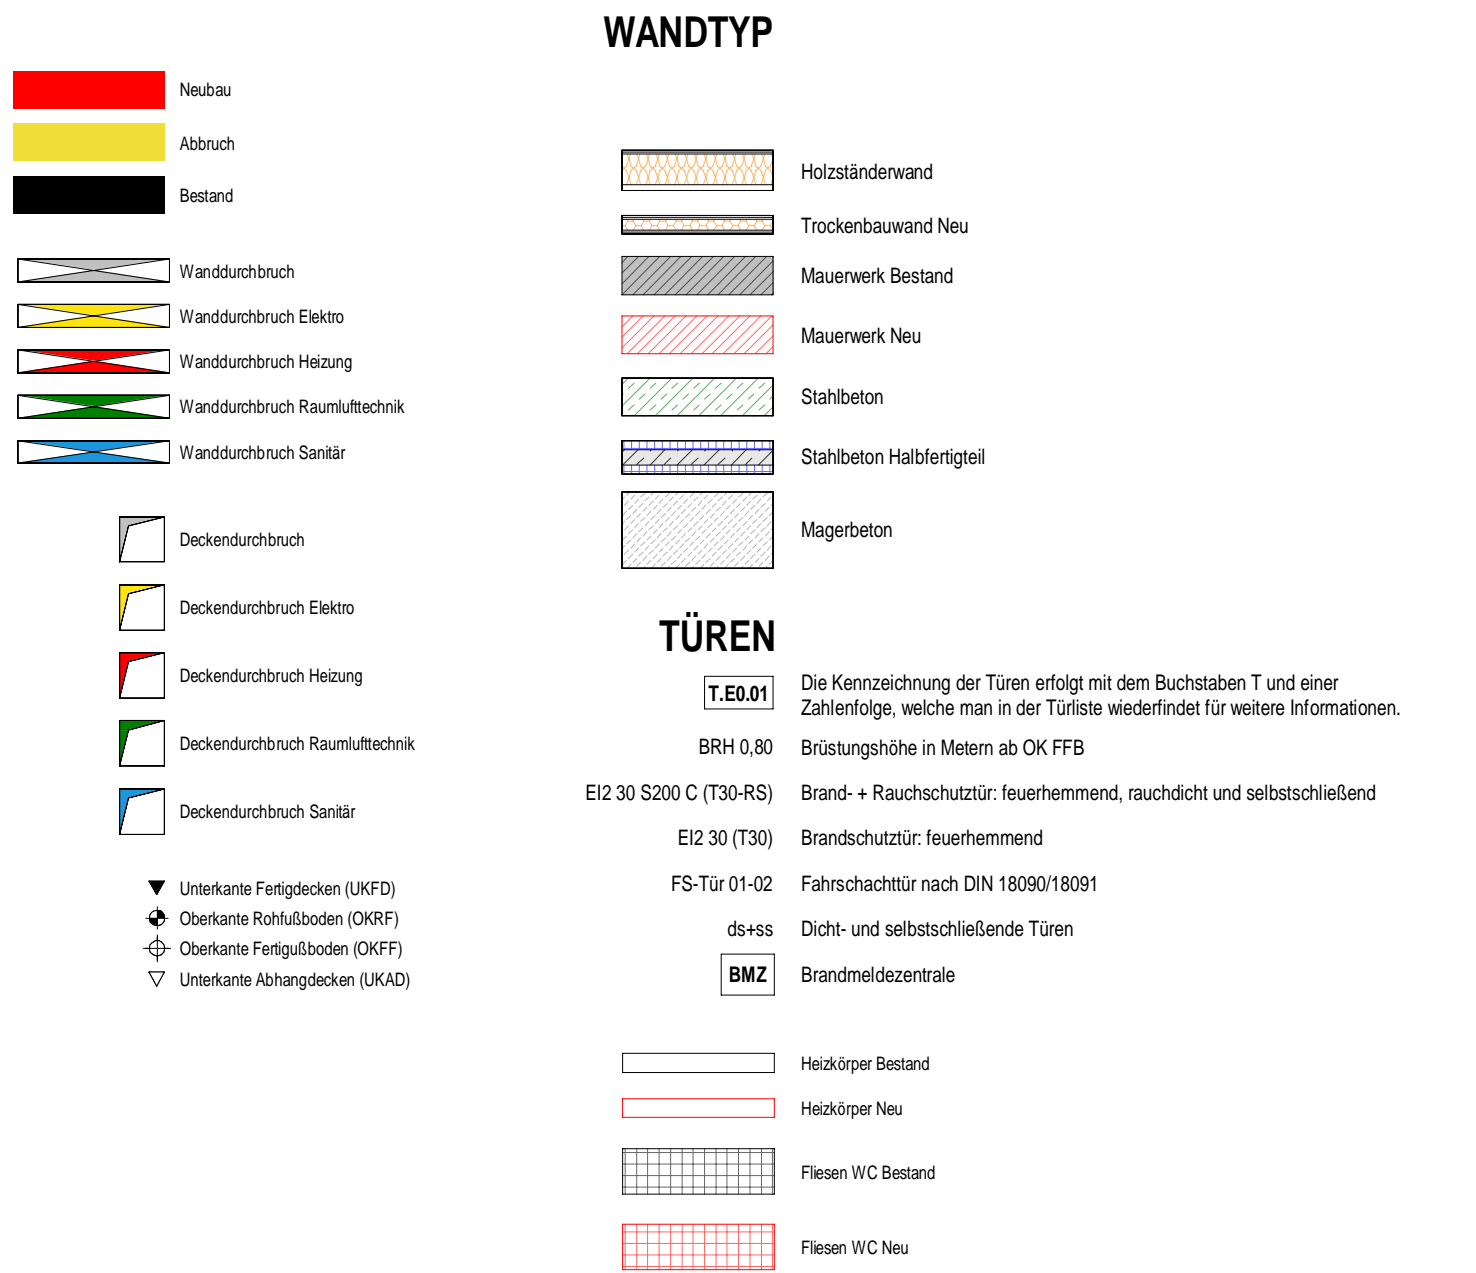 WANDTYP
Neubau
Abbruch
Bestand
Wanddurchbruch
Wanddurchbruch Elektro
Wanddurchbruch Heizung
Wanddurchbruch Raumlufttechnik
Wanddurchbruch Sanitär
Deckendurchbruch
Deckendurchbruch Elektro
Deckendurchbruch Heizung
Deckendurchbruch Raumlufttechnik
Deckendurchbruch Sanitär
Unterkante Fertigdecken (UKFD)
Oberkante Rohfußboden (OKRF)
Oberkante Fertigußboden (OKFF)
Unterkante Abhangdecken (UKAD)
Holzständerwand
Trockenbauwand Neu
Mauerwerk Bestand
Mauerwerk Neu
Stahlbeton
Stahlbeton Halbfertigteil
Magerbeton
TÜREN
T.E0.01 Die Kennzeichnung der Türen erfolgt mit dem Buchstaben T und einer
Zahlenfolge, welche man in der Türliste wiederfindet für weitere Informationen.
BRH 0,80 Brüstungshöhe in Metern ab OK FFB
EI2 30 S200 C (T30-RS) Brand- + Rauchschutztür: feuerhemmend, rauchdicht und selbstschließend
EI2 30 (T30) Brandschutztür: feuerhemmend
FS-Tür 01-02 Fahrschachttür nach DIN 18090/18091
ds+ss Dicht- und selbstschließende Türen
BMZ Brandmeldezentrale
Heizkörper Bestand
Heizkörper Neu
Fliesen WC Bestand
Fliesen WC Neu